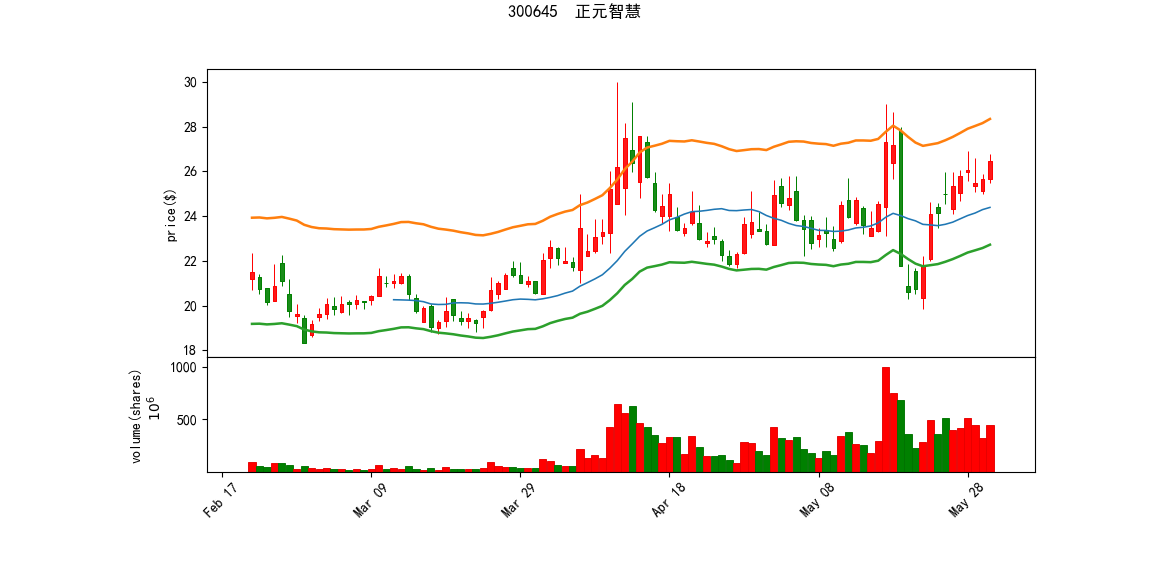 300645 正元智慧
30
28
26
24
22
20
18
price($)
1000
500
volume(shares)
10^6
Feb 17
Mar 09
Mar 29
Apr 18
May 08
May 28